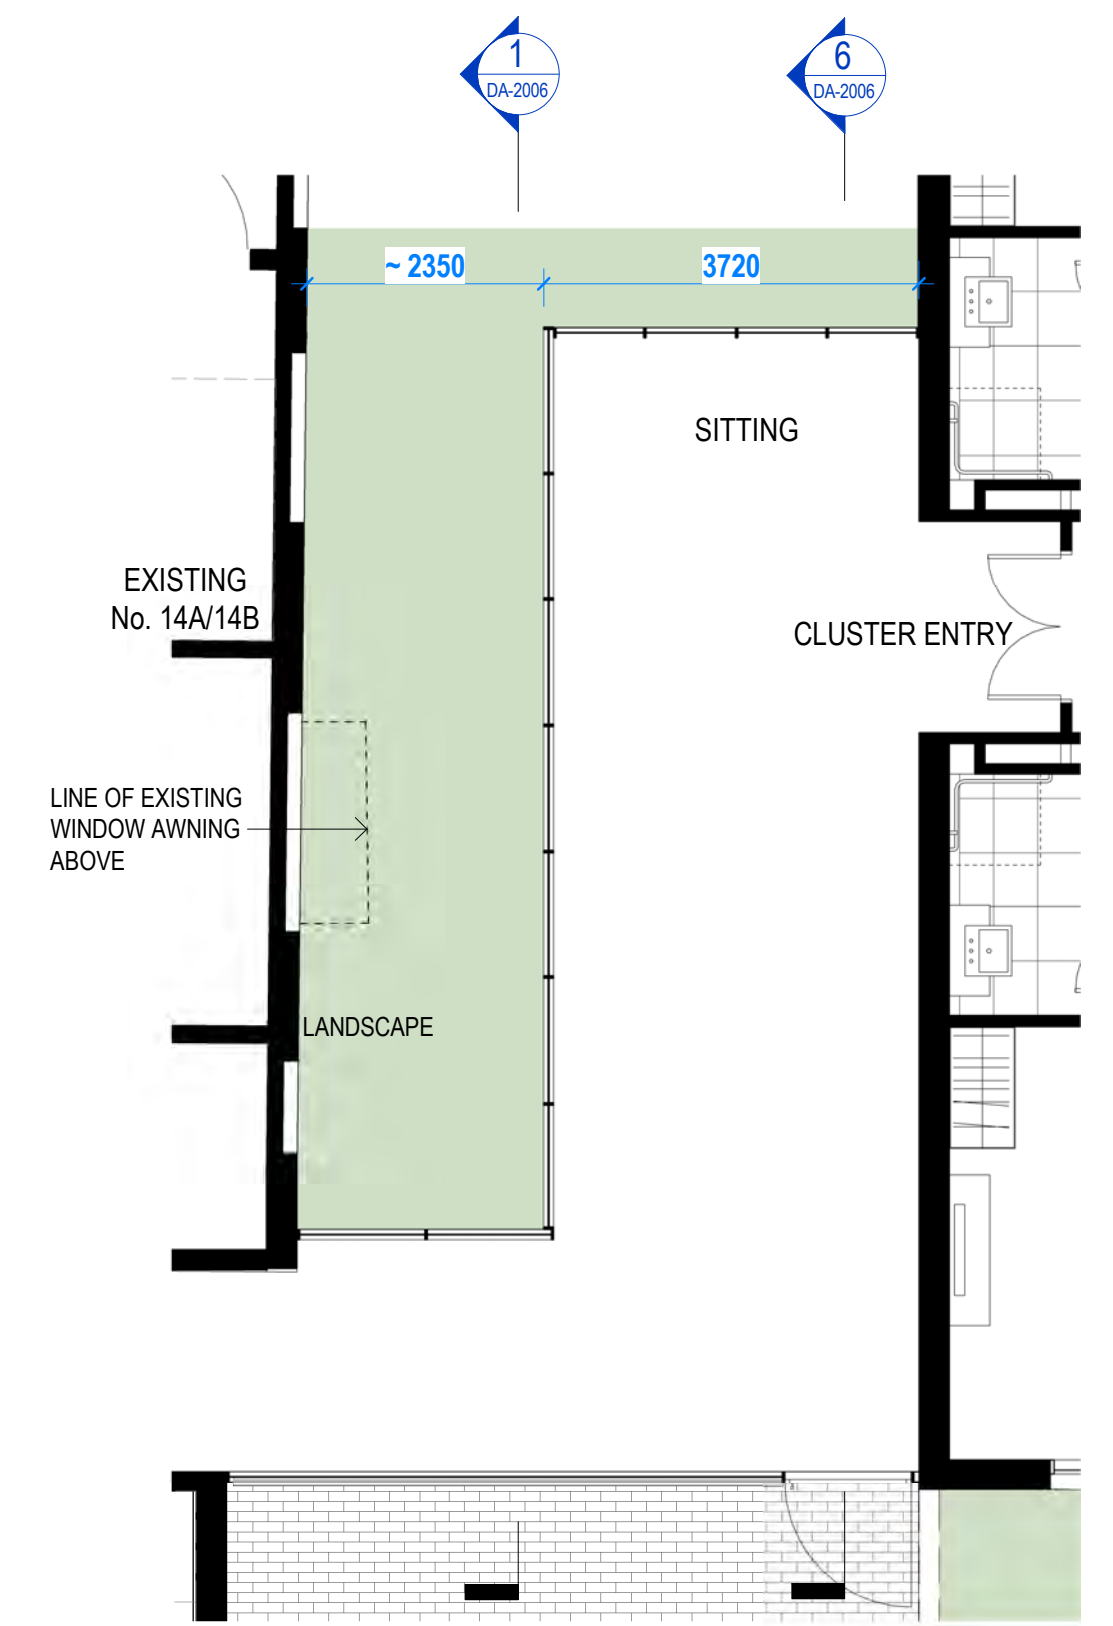 1
DA-2006
6
DA-2006
~ 2350
3720
SITTING
EXISTING
No. 14A/14B
CLUSTER ENTRY
LINE OF EXISTING
WINDOW AWNING
ABOVE
LANDSCAPE